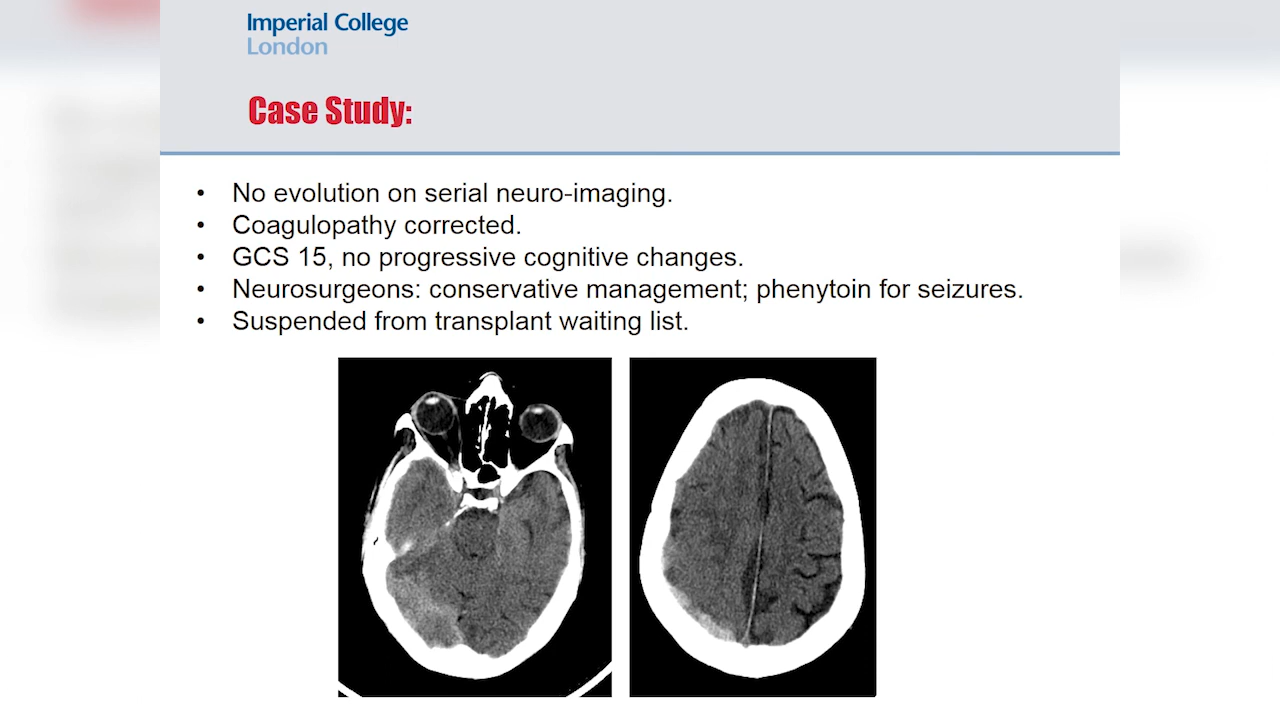 Imperial College
London
Case Study:
• No evolution on serial neuro-imaging.
• Coagulopathy corrected.
• GCS 15, no progressive cognitive changes.
• Neurosurgeons: conservative management; phenytoin for seizures.
• Suspended from transplant waiting list.